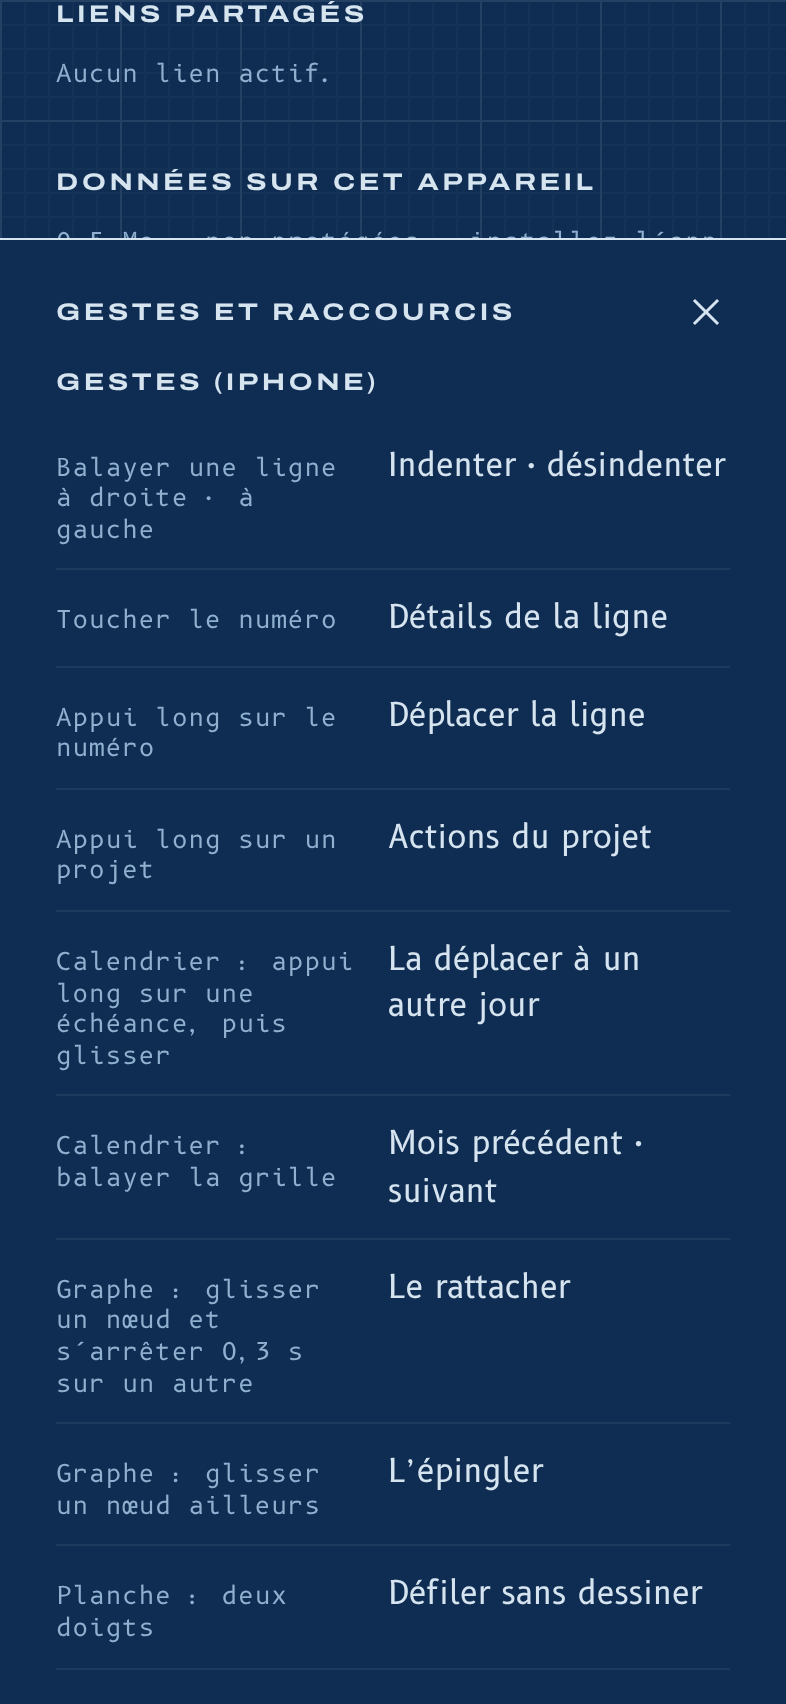 LIENS PARTAGÉS
Aucun lien actif.
DONNÉES SUR CET APPAREIL
GESTES ET RACCOURCIS
GESTES (IPHONE)
Balayer une ligne
à droite · à
gauche
Indenter · désindenter
Toucher le numéro
Détails de la ligne
Appui long sur le
numéro
Déplacer la ligne
Appui long sur un
projet
Actions du projet
Calendrier : appui
long sur une
échéance, puis
glisser
La déplacer à un
autre jour
Calendrier :
balayer la grille
Mois précédent ·
suivant
Graphe : glisser
un nœud et
s´arrêter 0,3 s
sur un autre
Le rattacher
Graphe : glisser
un nœud ailleurs
L’épingler
Planche : deux
doigts
Défiler sans dessiner